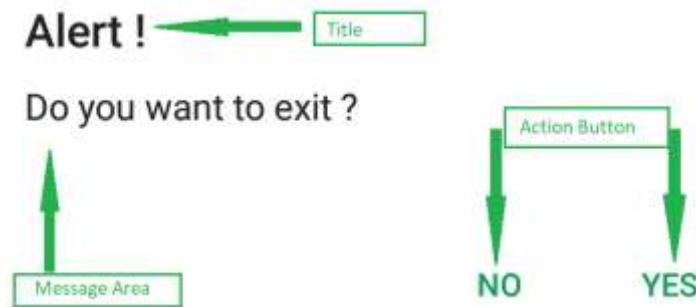 Alert !
Title
Do you want to exit ?
Action Button
Message Area
NO
YES